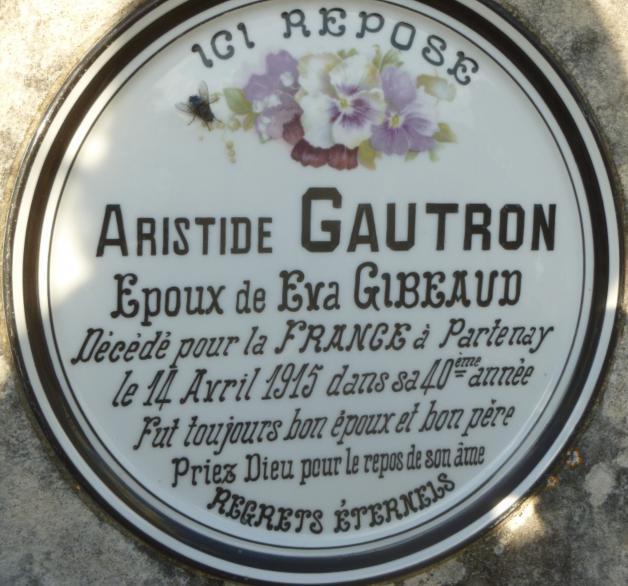 ICI REPOSE
ARISTIDE GAUTRON
Epoux de Eva GIBEAUD
Décédé pour la FRANCE à Partenay
le 14 Avril 1915 dans sa 40ème année
Fut toujours bon époux et bon père
Priez Dieu pour le repos de son âme
REGRETS ÉTERNELS